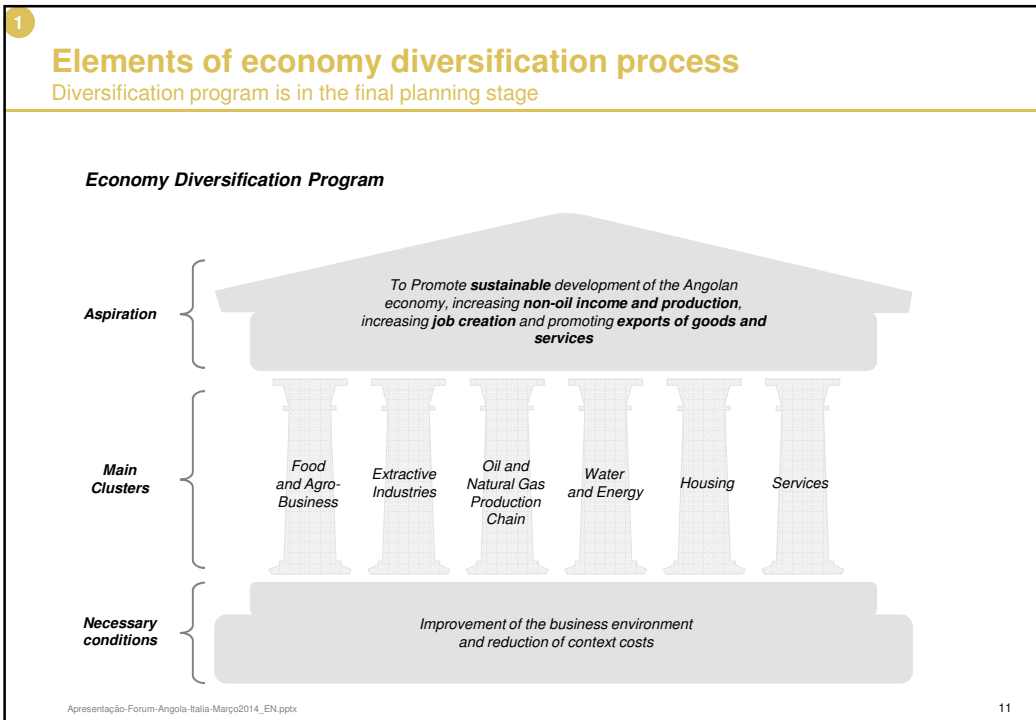 1
Elements of economy diversification process
Diversification program is in the final planning stage
Economy Diversification Program
Aspiration
To Promote sustainable development of the Angolan
economy, increasing non-oil income and production,
increasing job creation and promoting exports of goods and
services
Main
Clusters
Food
and Agro-
Business
Extractive
Industries
Oil and
Natural Gas
Production
Chain
Water
and Energy
Housing
Services
Necessary
conditions
Improvement of the business environment
and reduction of context costs
Apresentação-Forum-Angola-Italia-Março2014_EN.pptx
11